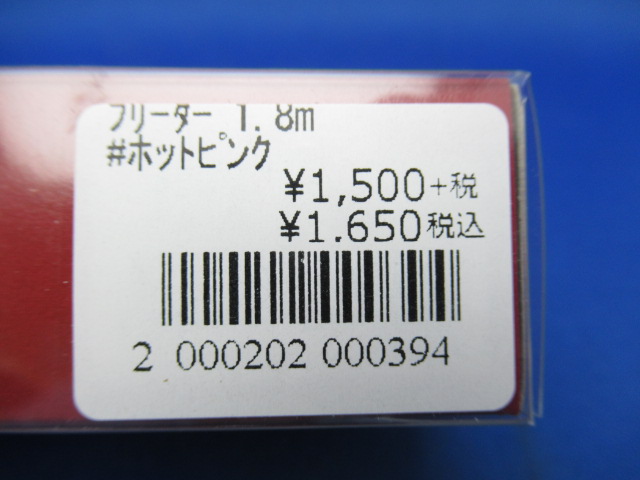 フリーダー 1.8m
#ホットピンク
¥1,500+税
¥1.650税込
2 000202 000394